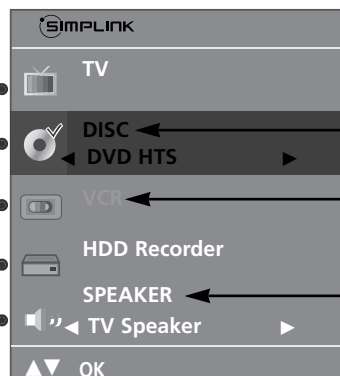 SIMPLINK
TV
DISC
◀ DVD HTS ▶
VCR
HDD Recorder
SPEAKER
◀ TV Speaker ▶
▲▼ OK